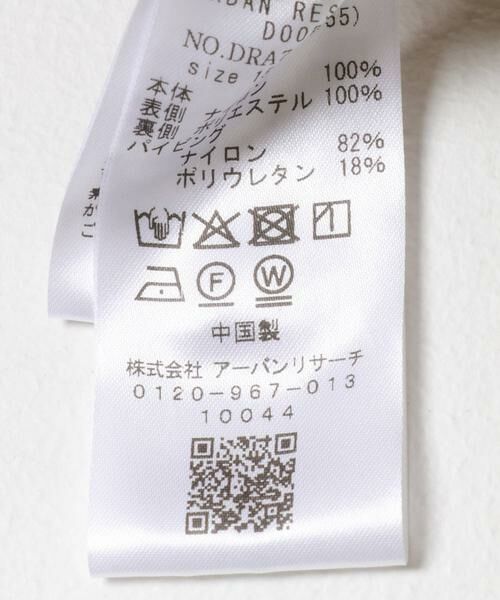 NO.DRA
size
100%
本体
表側 ポリエステル 100%
裏側
パイピング
ナイロン 82%
ポリウレタン 18%
F W
中国製
株式会社 アーバンリサーチ
0120-967-013
10044